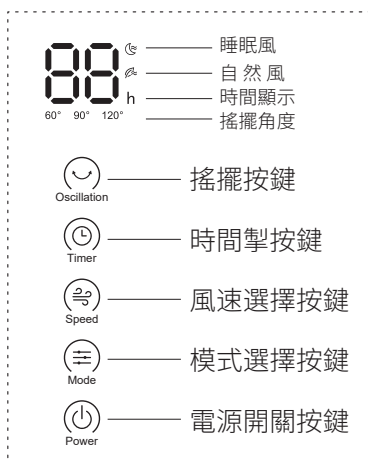 88
睡眠風
自然風
h
時間顯示
60° 90° 120°
搖擺角度
Oscillation
搖擺按鍵
Timer
時間掣按鍵
Speed
風速選擇按鍵
Mode
模式選擇按鍵
Power
電源開關按鍵